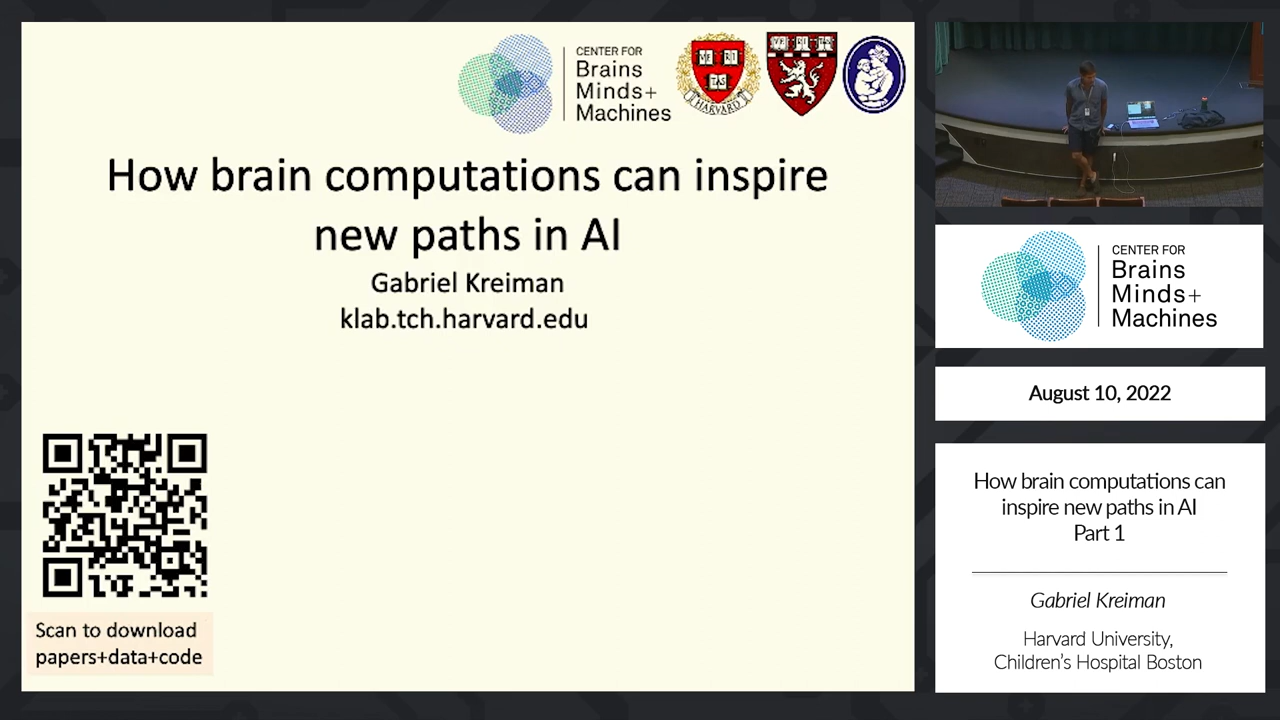 CENTER FOR
Brains
Minds+
Machines
HARVARD
How brain computations can inspire
new paths in AI
Gabriel Kreiman
klab.tch.harvard.edu
Scan to download
papers+data+code
CENTER FOR
Brains
Minds+
Machines
August 10, 2022
How brain computations can
inspire new paths in AI
Part 1
Gabriel Kreiman
Harvard University,
Children's Hospital Boston